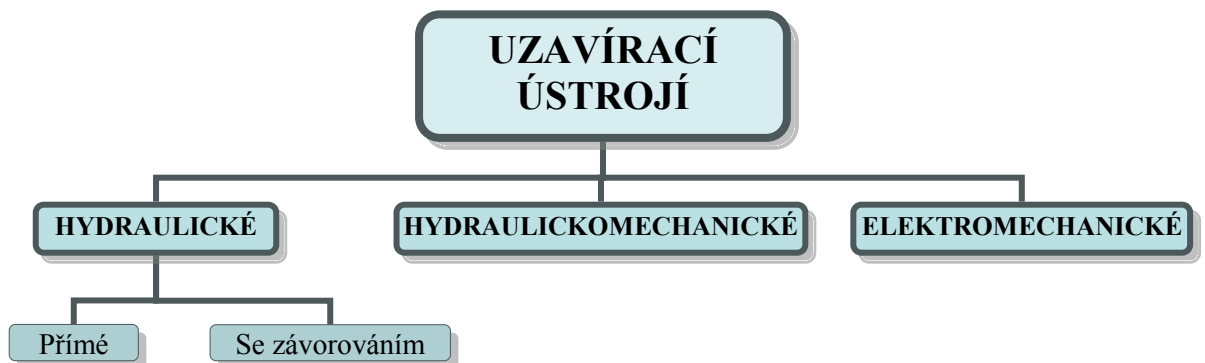 UZAVÍRACÍ
ÚSTROJÍ
HYDRAULICKÉ
HYDRAULICKOMECHANICKÉ
ELEKTROMECHANICKÉ
Přímé
Se závorováním